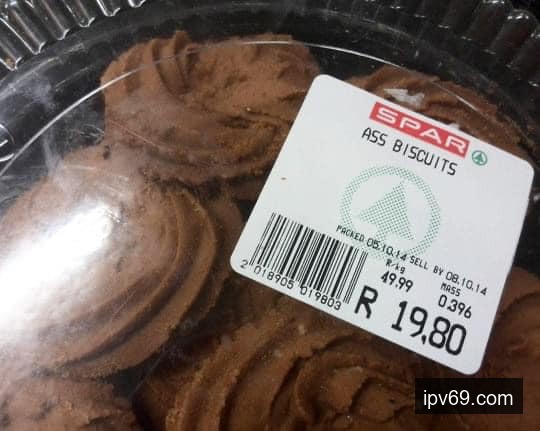 SPAR
ASS BISCUITS
PACKED 05.10.14 SELL BY 08.10.14
R/kg MASS
49.99 0.396
2 018905 019803
R 19,80
ipv69.com